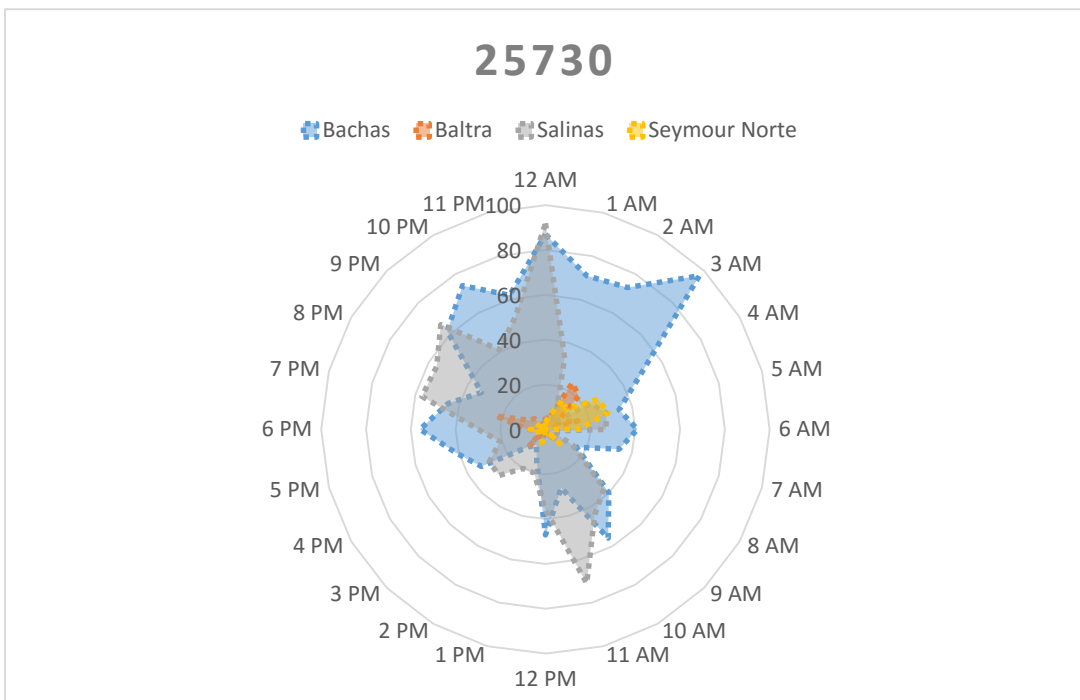 25730
Bachas Baltra Salinas Seymour Norte
12 AM
1 AM
2 AM
3 AM
4 AM
5 AM
6 AM
7 AM
8 AM
9 AM
10 AM
11 AM
12 PM
1 PM
2 PM
3 PM
4 PM
5 PM
6 PM
7 PM
8 PM
9 PM
10 PM
11 PM
100
80
60
40
20
0